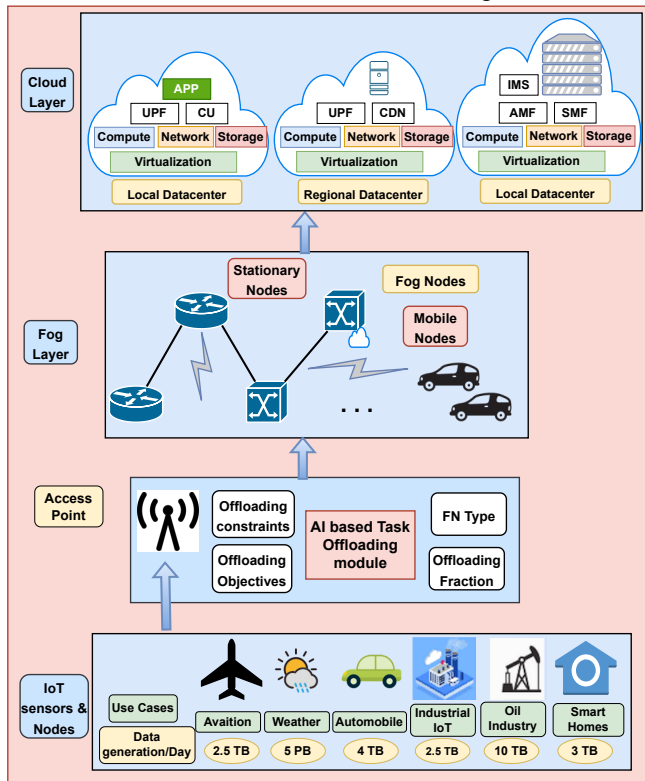 Cloud
Layer
APP
UPF
CU
Compute
Network
Storage
Virtualization
Local Datacenter
UPF
CDN
Compute
Network
Storage
Virtualization
Regional Datacenter
IMS
AMF
SMF
Compute
Network
Storage
Virtualization
Local Datacenter
Fog
Layer
Stationary
Nodes
Fog Nodes
Mobile
Nodes
. . .
Access
Point
Offloading
constraints
Offloading
Objectives
AI based Task
Offloading
module
FN Type
Offloading
Fraction
IoT
sensors &
Nodes
Use Cases
Avaition
Weather
Automobile
Industrial
IoT
Oil
Industry
Smart
Homes
Data
generation/Day
2.5 TB
5 PB
4 TB
2.5 TB
10 TB
3 TB